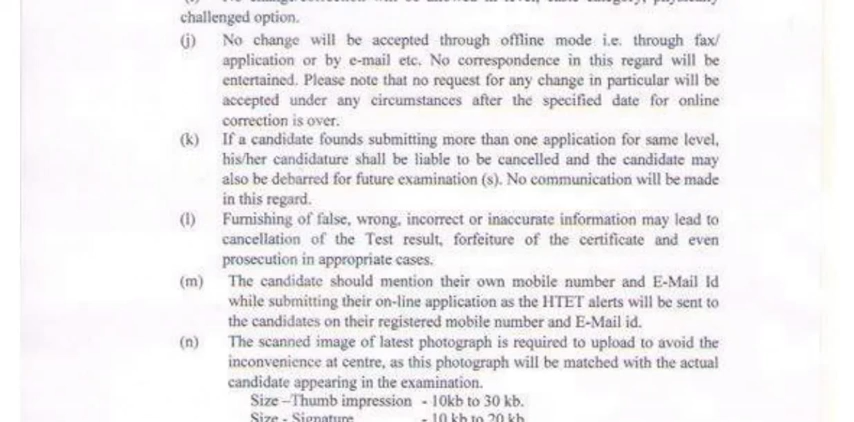 challenged option.
(j) No change will be accepted through offline mode i.e. through fax/
application or by e-mail etc. No correspondence in this regard will be
entertained. Please note that no request for any change in particular will be
accepted under any circumstances after the specified date for online
correction is over.
(k) If a candidate founds submitting more than one application for same level,
his/her candidature shall be liable to be cancelled and the candidate may
also be debarred for future examination (s). No communication will be made
in this regard.
(l) Furnishing of false, wrong, incorrect or inaccurate information may lead to
cancellation of the Test result, forfeiture of the certificate and even
prosecution in appropriate cases.
(m) The candidate should mention their own mobile number and E-Mail Id
while submitting their on-line application as the HTET alerts will be sent to
the candidates on their registered mobile number and E-Mail id.
(n) The scanned image of latest photograph is required to upload to avoid the
inconvenience at centre, as this photograph will be matched with the actual
candidate appearing in the examination.
Size –Thumb impression - 10kb to 30 kb.
Size - Signature - 10 kb to 20 kb